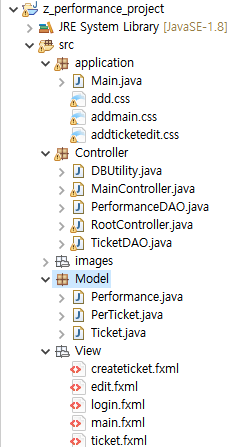 z_performance_project
JRE System Library [JavaSE-1.8]
src
application
Main.java
add.css
addmain.css
addticketedit.css
Controller
DBUtility.java
MainController.java
PerformanceDAO.java
RootController.java
TicketDAO.java
images
Model
Performance.java
PerTicket.java
Ticket.java
View
createticket.fxml
edit.fxml
login.fxml
main.fxml
ticket.fxml